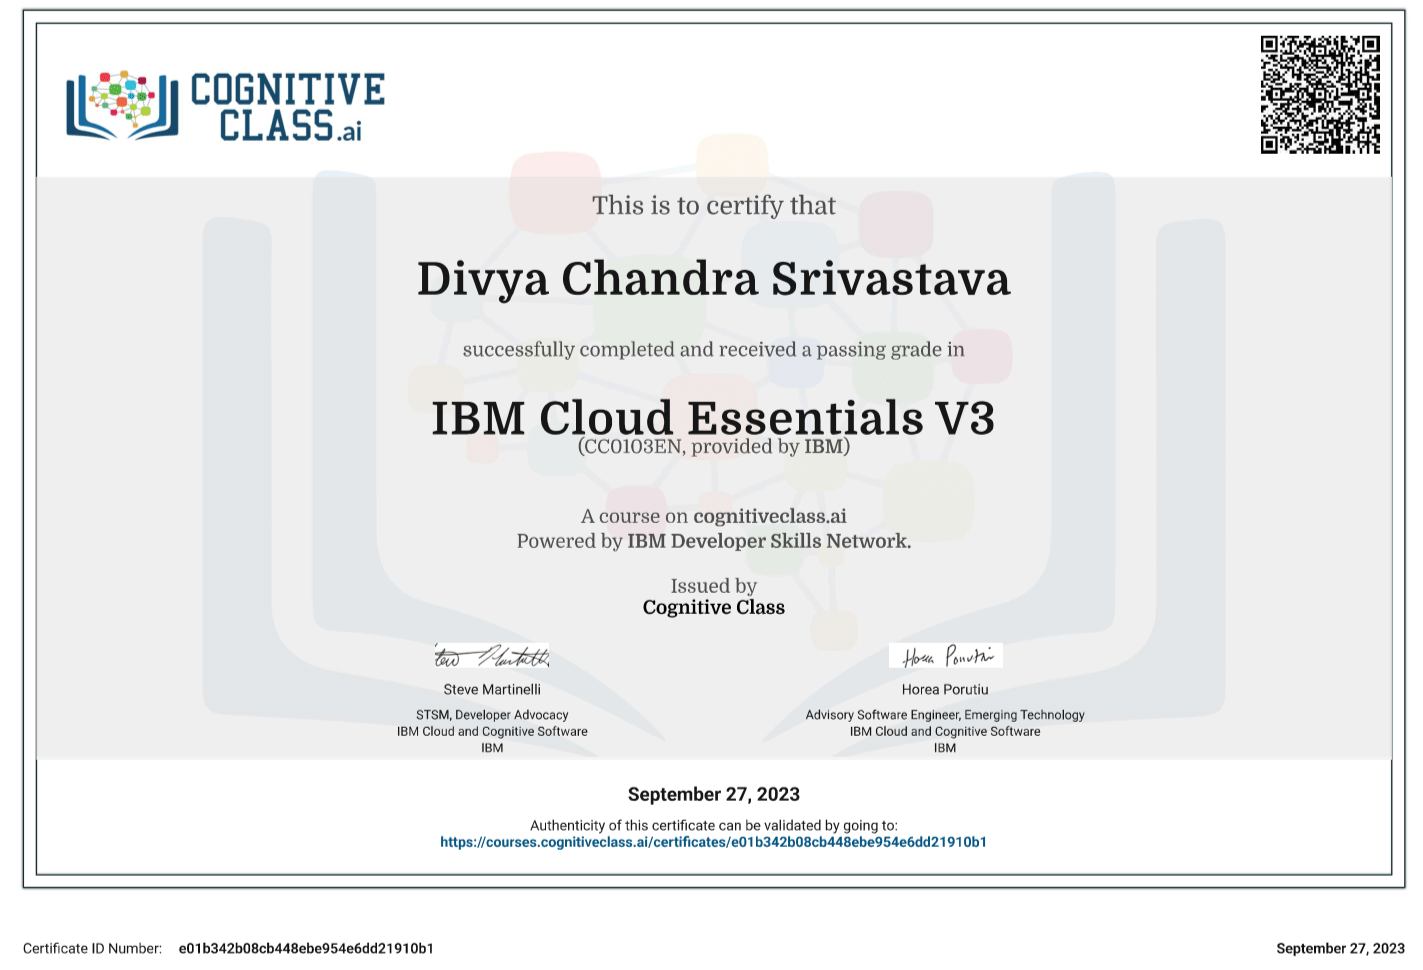 COGNITIVE
CLASS.ai
This is to certify that
Divya Chandra Srivastava
successfully completed and received a passing grade in
IBM Cloud Essentials V3
(CC0103EN, provided by IBM)
A course on cognitiveclass.ai
Powered by IBM Developer Skills Network.
Issued by
Cognitive Class
Steve Martinelli
STSM, Developer Advocacy
IBM Cloud and Cognitive Software
IBM
Horea Porutiu
Horea Porutiu
Advisory Software Engineer, Emerging Technology
IBM Cloud and Cognitive Software
IBM
September 27, 2023
Authenticity of this certificate can be validated by going to:
https://courses.cognitiveclass.ai/certificates/e01b342b08cb448ebe954e6dd21910b1
Certificate ID Number: e01b342b08cb448ebe954e6dd21910b1
September 27, 2023